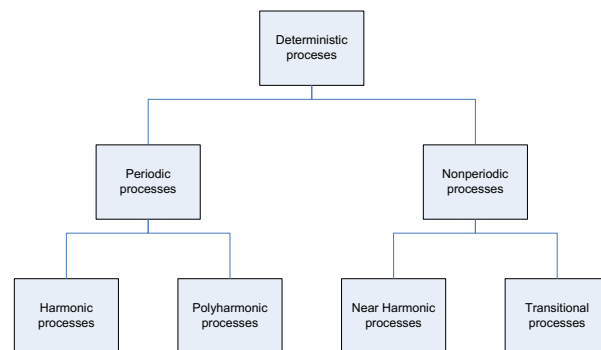 Deterministic
proceses
Periodic
processes
Nonperiodic
processes
Harmonic
processes
Polyharmonic
processes
Near Harmonic
processes
Transitional
processes